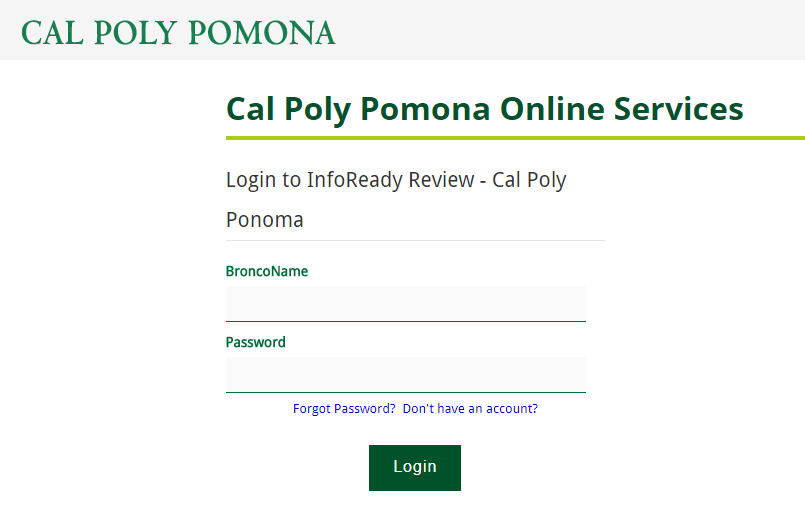 CAL POLY POMONA
Cal Poly Pomona Online Services
Login to InfoReady Review - Cal Poly
Ponoma
BroncoName
Password
Forgot Password? Don't have an account?
Login